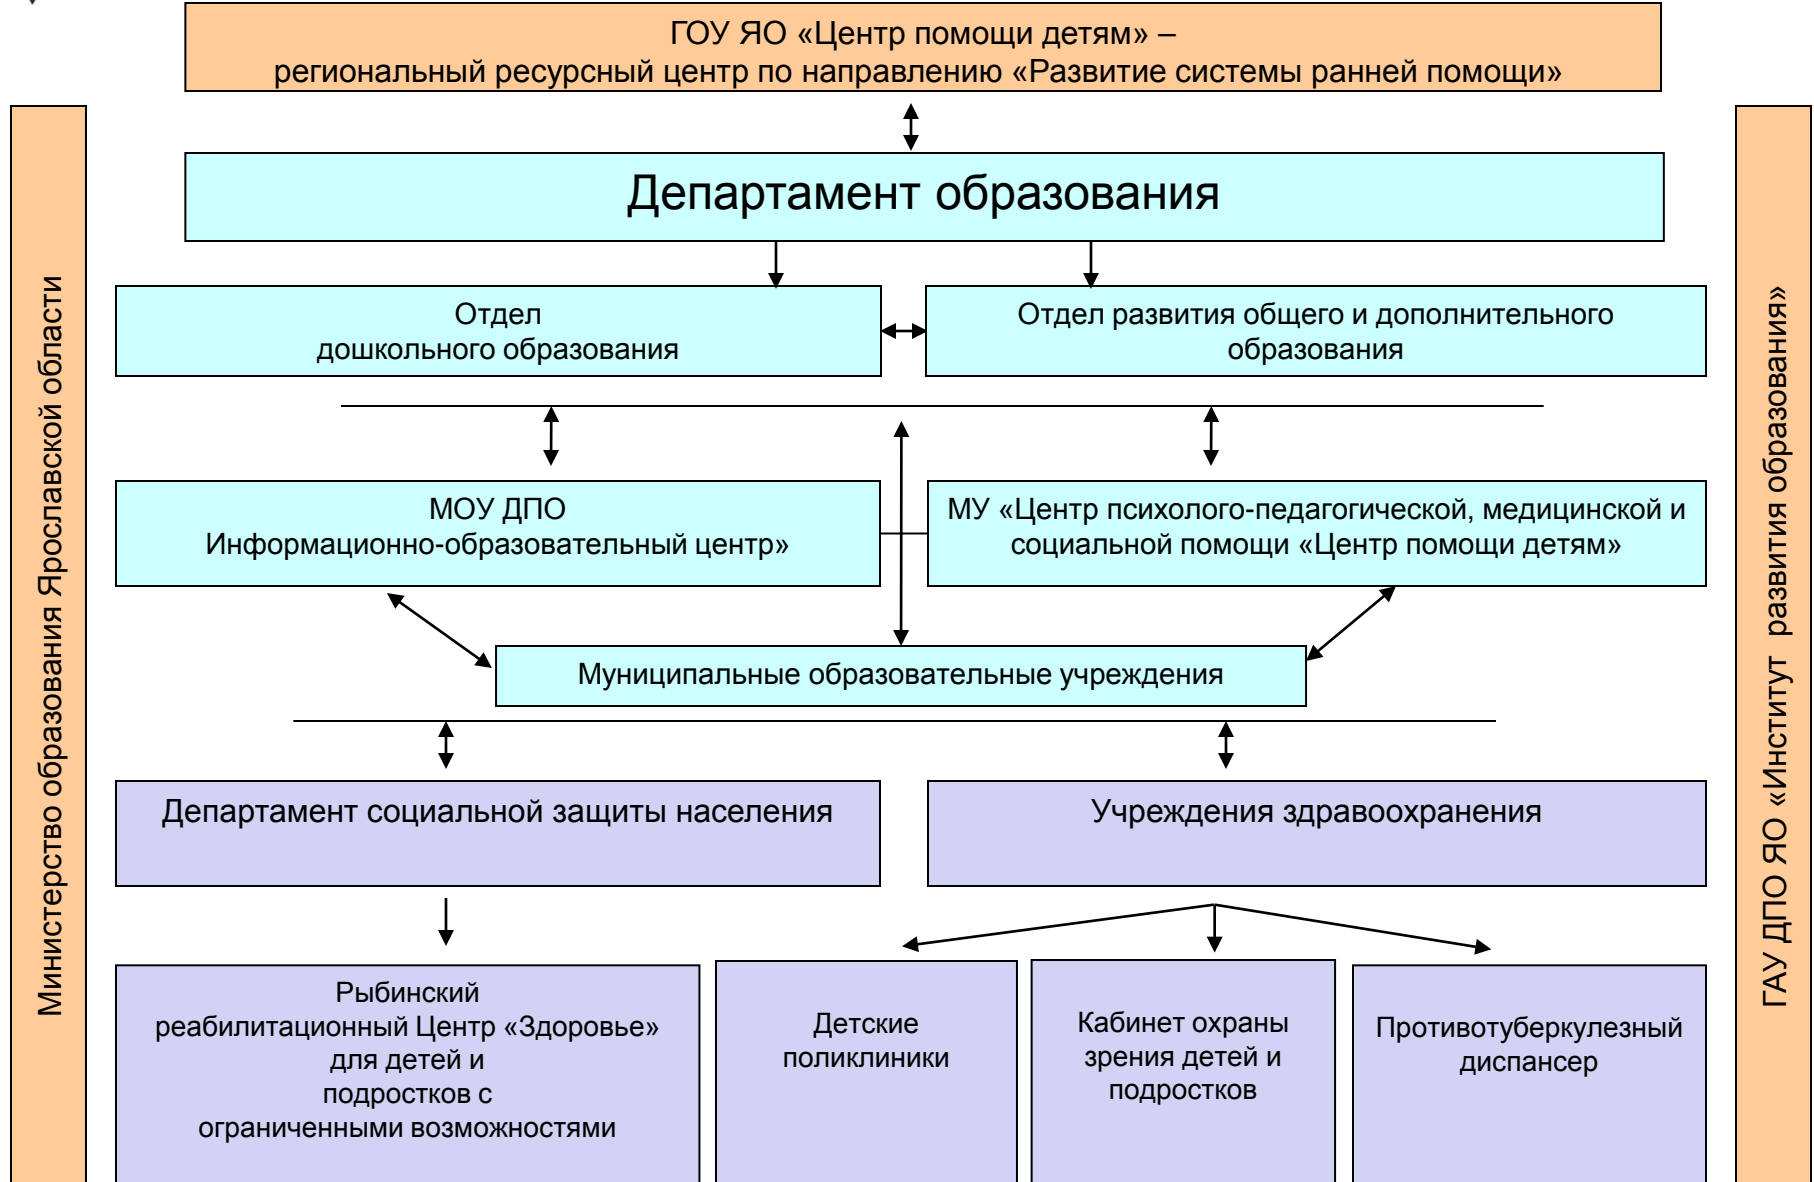 ГОУ ЯО «Центр помощи детям» –
региональный ресурсный центр по направлению «Развитие системы ранней помощи»
Министерство образования Ярославской области
Департамент образования
Отдел
дошкольного образования
Отдел развития общего и дополнительного
образования
МОУ ДПО
Информационно-образовательный центр»
МУ «Центр психолого-педагогической, медицинской и
социальной помощи «Центр помощи детям»
Муниципальные образовательные учреждения
Департамент социальной защиты населения
Учреждения здравоохранения
Рыбинский
реабилитационный Центр «Здоровье»
для детей и
подростков с
ограниченными возможностями
Детские
поликлиники
Кабинет охраны
зрения детей и
подростков
Противотуберкулезный
диспансер
ГАУ ДПО ЯО «Институт развития образования»